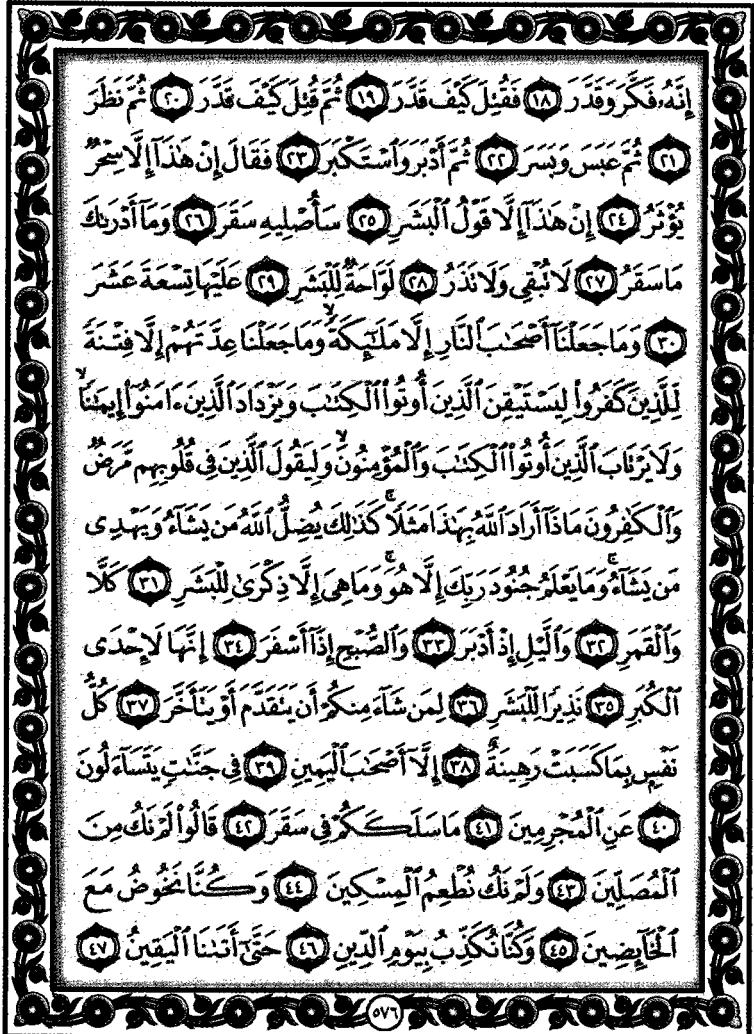 إِنَّهُۥ فَكَّرَ وَقَدَّرَ ١٨ فَقُتِلَ كَيْفَ قَدَّرَ ١٩ ثُمَّ قُتِلَ كَيْفَ قَدَّرَ ٢٠ ثُمَّ نَظَرَ
٢١ ثُمَّ عَبَسَ وَبَسَرَ ٢٢ ثُمَّ أَدْبَرَ وَٱسْتَكْبَرَ ٢٣ فَقَالَ إِنْ هَٰذَآ إِلَّا سِحْرٌ
يُؤْثَرُ ٢٤ إِنْ هَٰذَآ إِلَّا قَوْلُ ٱلْبَشَرِ ٢٥ سَأُصْلِيهِ سَقَرَ ٢٦ وَمَآ أَدْرَىٰكَ
مَا سَقَرُ ٢٧ لَا تُبْقِى وَلَا تَذَرُ ٢٨ لَوَّاحَةٌ لِّلْبَشَرِ ٢٩ عَلَيْهَا تِسْعَةَ عَشَرَ
٣٠ وَمَا جَعَلْنَآ أَصْحَٰبَ ٱلنَّارِ إِلَّا مَلَٰٓئِكَةً ۙ وَمَا جَعَلْنَا عِدَّتَهُمْ إِلَّا فِتْنَةً
لِّلَّذِينَ كَفَرُوا۟ لِيَسْتَيْقِنَ ٱلَّذِينَ أُوتُوا۟ ٱلْكِتَٰبَ وَيَزْدَادَ ٱلَّذِينَ ءَامَنُوٓا۟ إِيمَٰنًا ۙ
وَلَا يَرْتَابَ ٱلَّذِينَ أُوتُوا۟ ٱلْكِتَٰبَ وَٱلْمُؤْمِنُونَ ۙ وَلِيَقُولَ ٱلَّذِينَ فِى قُلُوبِهِم مَّرَضٌ
وَٱلْكَٰفِرُونَ مَاذَآ أَرَادَ ٱللَّهُ بِهَٰذَا مَثَلًا ۚ كَذَٰلِكَ يُضِلُّ ٱللَّهُ مَن يَشَآءُ وَيَهْدِى
مَن يَشَآءُ ۚ وَمَا يَعْلَمُ جُنُودَ رَبِّكَ إِلَّا هُوَ ۚ وَمَا هِىَ إِلَّا ذِكْرَىٰ لِلْبَشَرِ ٣١ كَلَّا
وَٱلْقَمَرِ ٣٢ وَٱلَّيْلِ إِذْ أَدْبَرَ ٣٣ وَٱلصُّبْحِ إِذَآ أَسْفَرَ ٣٤ إِنَّهَا لَإِحْدَى
ٱلْكُبَرِ ٣٥ نَذِيرًا لِّلْبَشَرِ ٣٦ لِمَن شَآءَ مِنكُمْ أَن يَتَقَدَّمَ أَوْ يَتَأَخَّرَ ٣٧ كُلُّ
نَفْسٍۭ بِمَا كَسَبَتْ رَهِينَةٌ ٣٨ إِلَّآ أَصْحَٰبَ ٱلْيَمِينِ ٣٩ فِى جَنَّٰتٍ يَتَسَآءَلُونَ
٤٠ عَنِ ٱلْمُجْرِمِينَ ٤١ مَا سَلَكَكُمْ فِى سَقَرَ ٤٢ قَالُوا۟ لَمْ نَكُ مِنَ
ٱلْمُصَلِّينَ ٤٣ وَلَمْ نَكُ نُطْعِمُ ٱلْمِسْكِينَ ٤٤ وَكُنَّا نَخُوضُ مَعَ
ٱلْخَآئِضِينَ ٤٥ وَكُنَّا نُكَذِّبُ بِيَوْمِ ٱلدِّينِ ٤٦ حَتَّىٰٓ أَتَىٰنَا ٱلْيَقِينُ ٤٧
٥٧٦